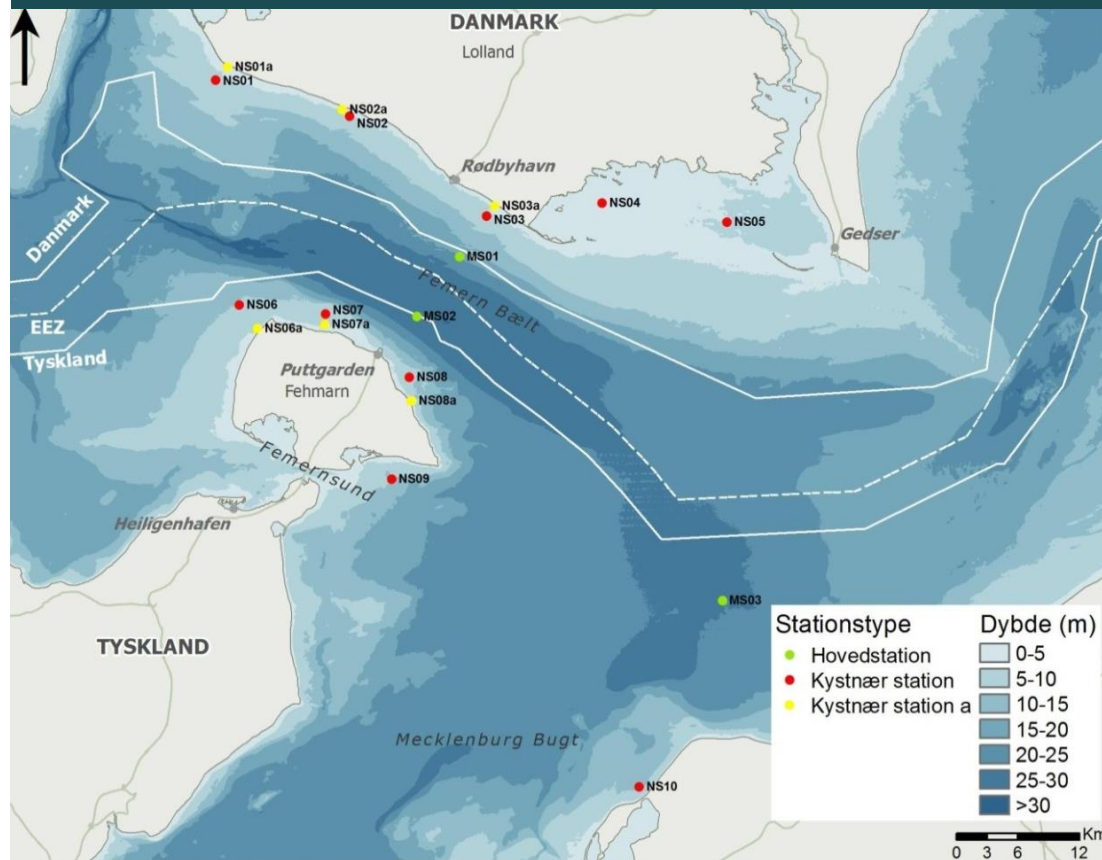 DANMARK
Lolland
NS01a
NS01
NS02a
NS02
Rødbyhavn
NS03a
NS03
NS04
NS05
Gedser
Danmark
MS01
Femern Bælt
NS06
NS07
MS02
EEZ
NS06a
NS07a
Tyskland
Puttgarden
Fehmarn
NS08
NS08a
Femernsund
NS09
Heiligenhafen
MS03
TYSKLAND
Mecklenburg Bugt
NS10
Stationstype
Hovedstation
Kystnær station
Kystnær station a
Dybde (m)
0-5
5-10
10-15
15-20
20-25
25-30
>30
Km
0 3 6 12